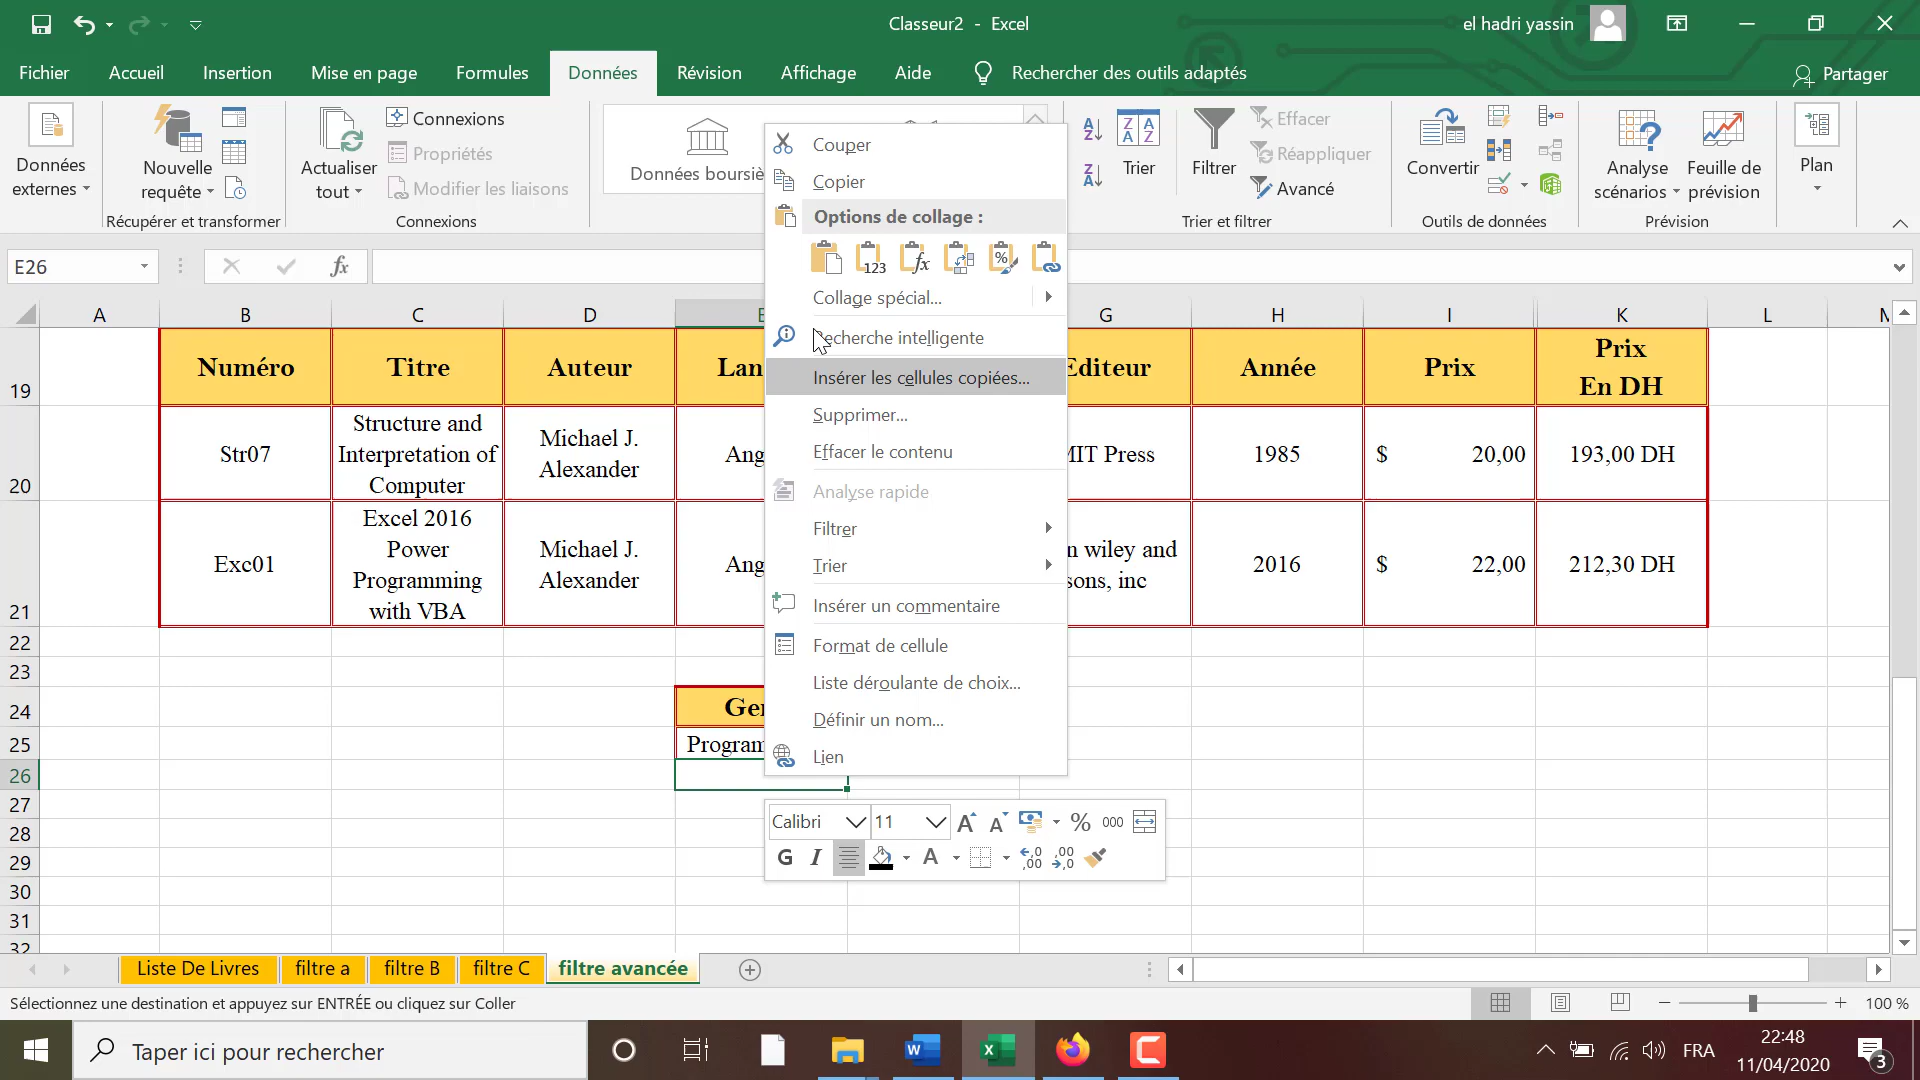 Classeur2 - Excel
el hadri yassin
Fichier
Accueil
Insertion
Mise en page
Formules
Données
Révision
Affichage
Aide
Rechercher des outils adaptés
Partager
Données
externes
Nouvelle
requête
Récupérer et transformer
Actualiser
tout
Connexions
Propriétés
Modifier les liaisons
Connexions
Données boursiè
Trier
Filtrer
Effacer
Réappliquer
Avancé
Trier et filtrer
Convertir
Outils de données
Analyse
scénarios
Feuille de
prévision
Prévision
Plan
E26
fx
A B C D E G H I K L M
19
Numéro
Titre
Auteur
Lan
Editeur
Année
Prix
Prix
En DH
20
Str07
Structure and
Interpretation of
Computer
Michael J.
Alexander
Ang
MIT Press
1985
$ 20,00
193,00 DH
21
Exc01
Excel 2016
Power
Programming
with VBA
Michael J.
Alexander
Ang
n wiley and
sons, inc
2016
$ 22,00
212,30 DH
22
23
24
Ge
25
Program
26
27
28
29
30
31
32
Couper
Copier
Options de collage :
Collage spécial...
Recherche intelligente
Insérer les cellules copiées...
Supprimer...
Effacer le contenu
Analyse rapide
Filtrer
Trier
Insérer un commentaire
Format de cellule
Liste déroulante de choix...
Définir un nom...
Lien
Calibri
11
A A % 000
G I A ,00 ,00
Liste De Livres
filtre a
filtre B
filtre C
filtre avancée
Sélectionnez une destination et appuyez sur ENTRÉE ou cliquez sur Coller
100 %
Taper ici pour rechercher
FRA
22:48
11/04/2020
3